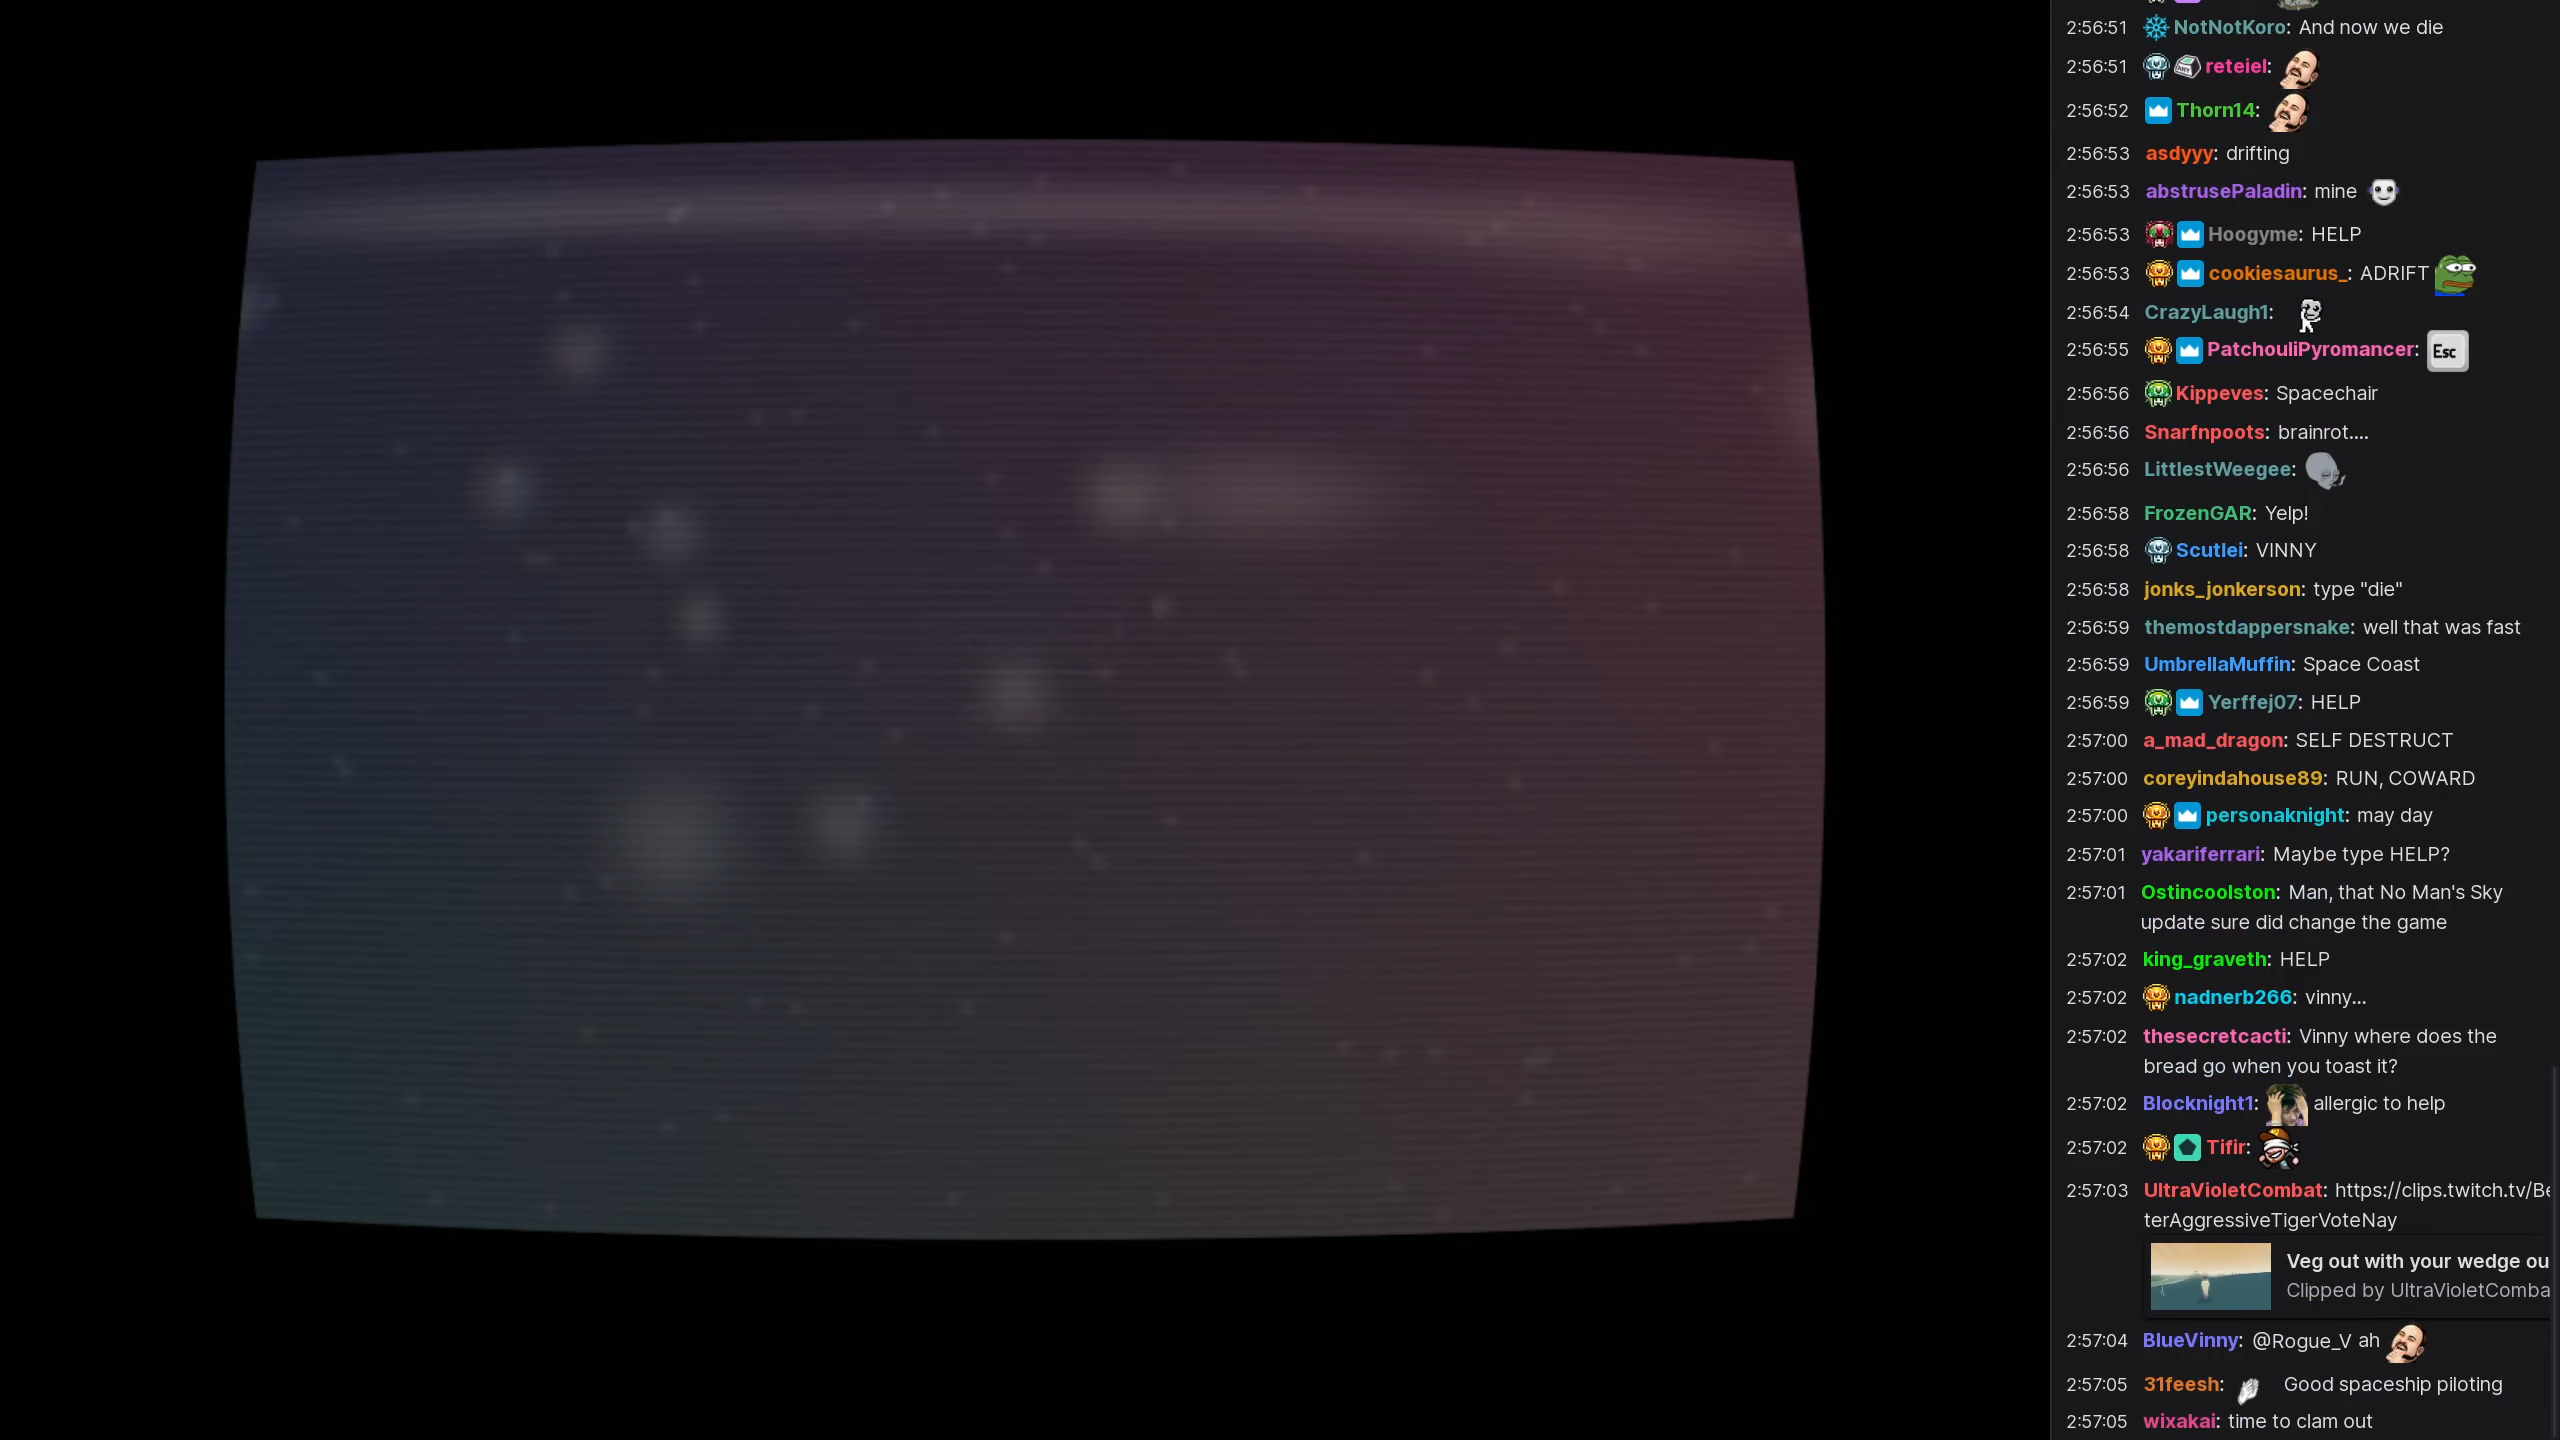 2:56:51 NotNotKoro: And now we die
2:56:51 reteiel:
2:56:52 Thorn14:
2:56:53 asdyyy: drifting
2:56:53 abstrusePaladin: mine
2:56:53 Hoogyme: HELP
2:56:53 cookiesaurus_: ADRIFT
2:56:54 CrazyLaugh1:
2:56:55 PatchouliPyromancer: Esc
2:56:56 Kippeves: Spacechair
2:56:56 Snarfnpoots: brainrot....
2:56:56 LittlestWeegee:
2:56:58 FrozenGAR: Yelp!
2:56:58 Scutlei: VINNY
2:56:58 jonks_jonkerson: type "die"
2:56:59 themostdappersnake: well that was fast
2:56:59 UmbrellaMuffin: Space Coast
2:56:59 Yerffej07: HELP
2:57:00 a_mad_dragon: SELF DESTRUCT
2:57:00 coreyindahouse89: RUN, COWARD
2:57:00 personaknight: may day
2:57:01 yakariferrari: Maybe type HELP?
2:57:01 Ostincoolston: Man, that No Man's Sky
update sure did change the game
2:57:02 king_graveth: HELP
2:57:02 nadnerb266: vinny...
2:57:02 thesecretcacti: Vinny where does the
bread go when you toast it?
2:57:02 Blocknight1: allergic to help
2:57:02 Tifir:
2:57:03 UltraVioletCombat: https://clips.twitch.tv/Be
terAggressiveTigerVoteNay
Veg out with your wedge ou
Clipped by UltraVioletComba
2:57:04 BlueVinny: @Rogue_V ah
2:57:05 31feesh: Good spaceship piloting
2:57:05 wixakai: time to clam out